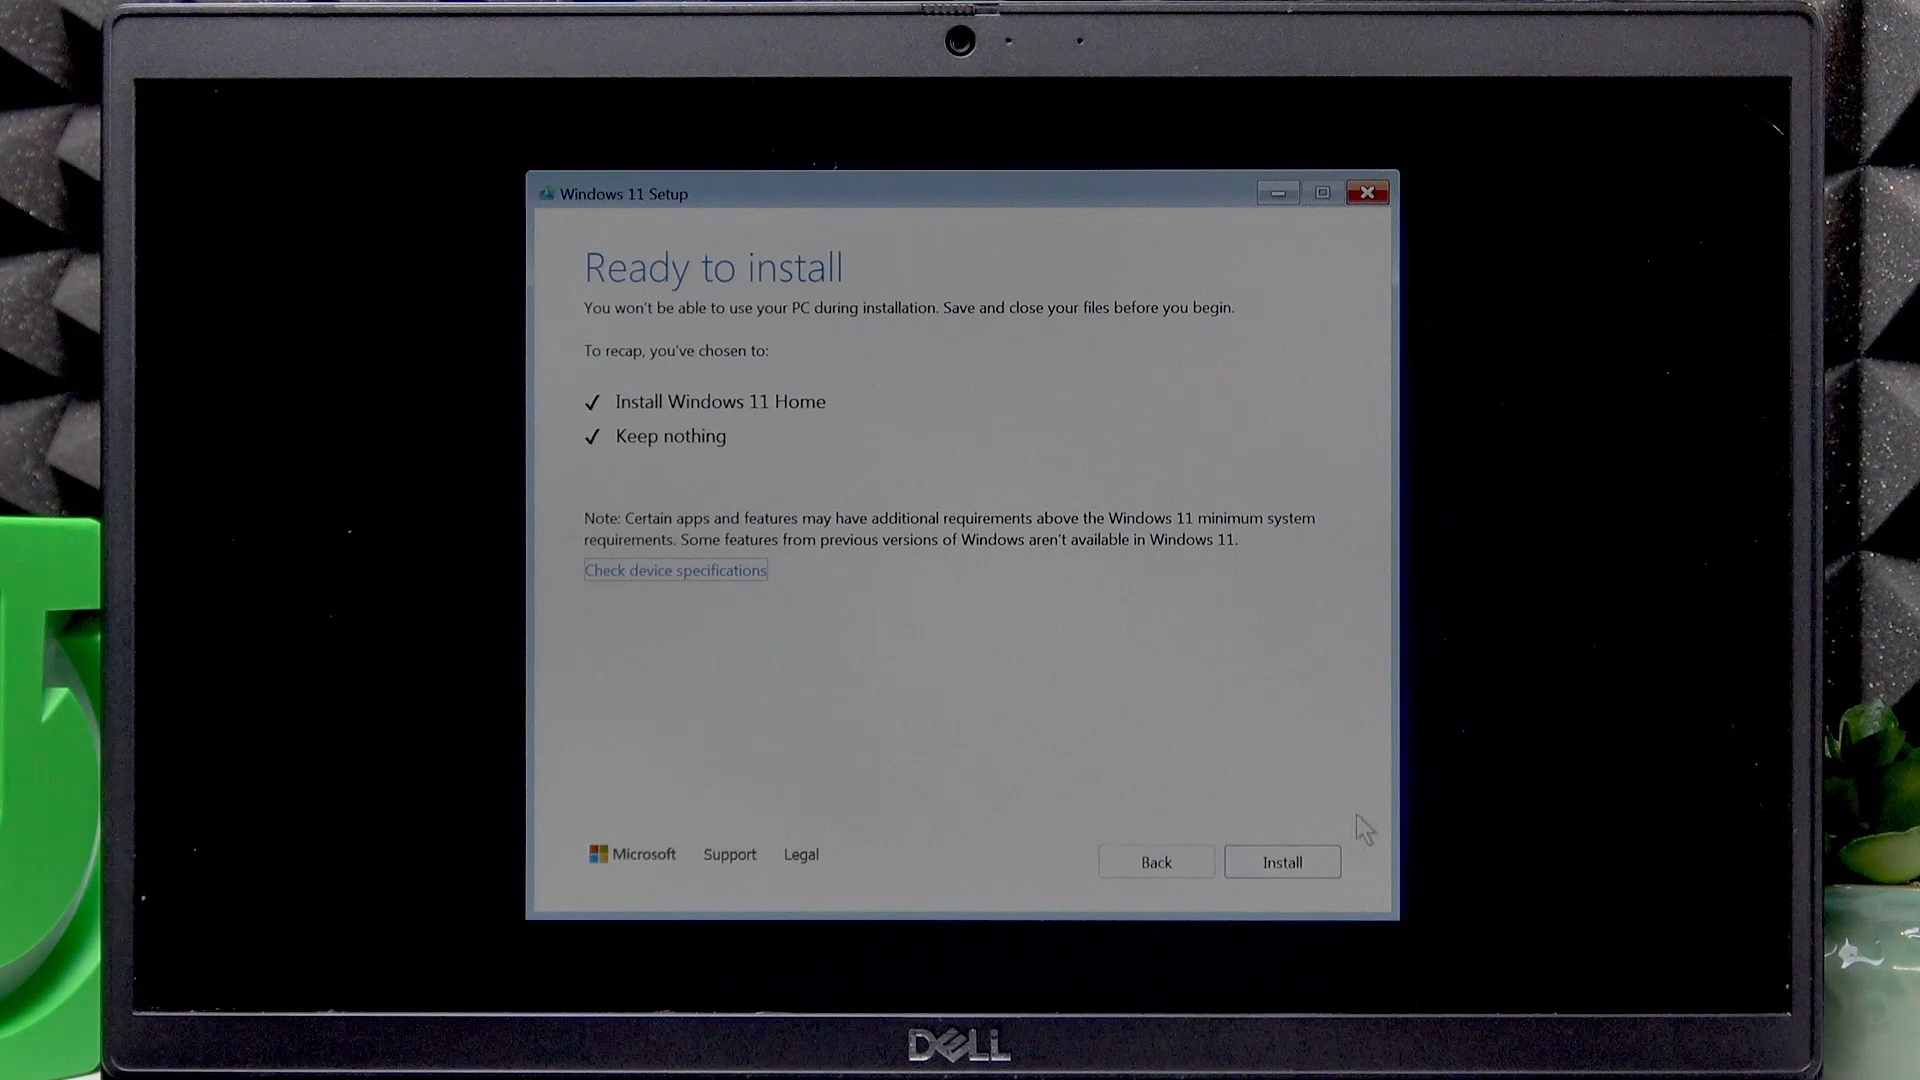 Windows 11 Setup
Ready to install
You won't be able to use your PC during installation. Save and close your files before you begin.
To recap, you've chosen to:
✓ Install Windows 11 Home
✓ Keep nothing
Note: Certain apps and features may have additional requirements above the Windows 11 minimum system
requirements. Some features from previous versions of Windows aren't available in Windows 11.
Check device specifications
Microsoft Support Legal
Back Install
DELL